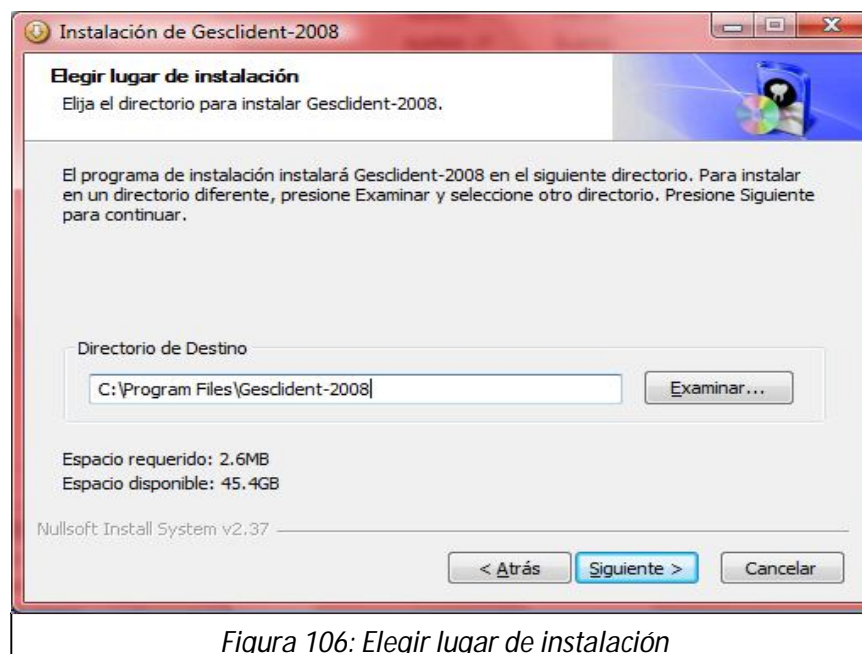 Instalación de Gesclident-2008
Elegir lugar de instalación
Elija el directorio para instalar Gesclident-2008.
El programa de instalación instalará Gesclident-2008 en el siguiente directorio. Para instalar
en un directorio diferente, presione Examinar y seleccione otro directorio. Presione Siguiente
para continuar.
Directorio de Destino
C:\Program Files\Gesclident-2008
Examinar...
Espacio requerido: 2.6MB
Espacio disponible: 45.4GB
Nullsoft Install System v2.37
< Atrás Siguiente > Cancelar
Figura 106: Elegir lugar de instalación